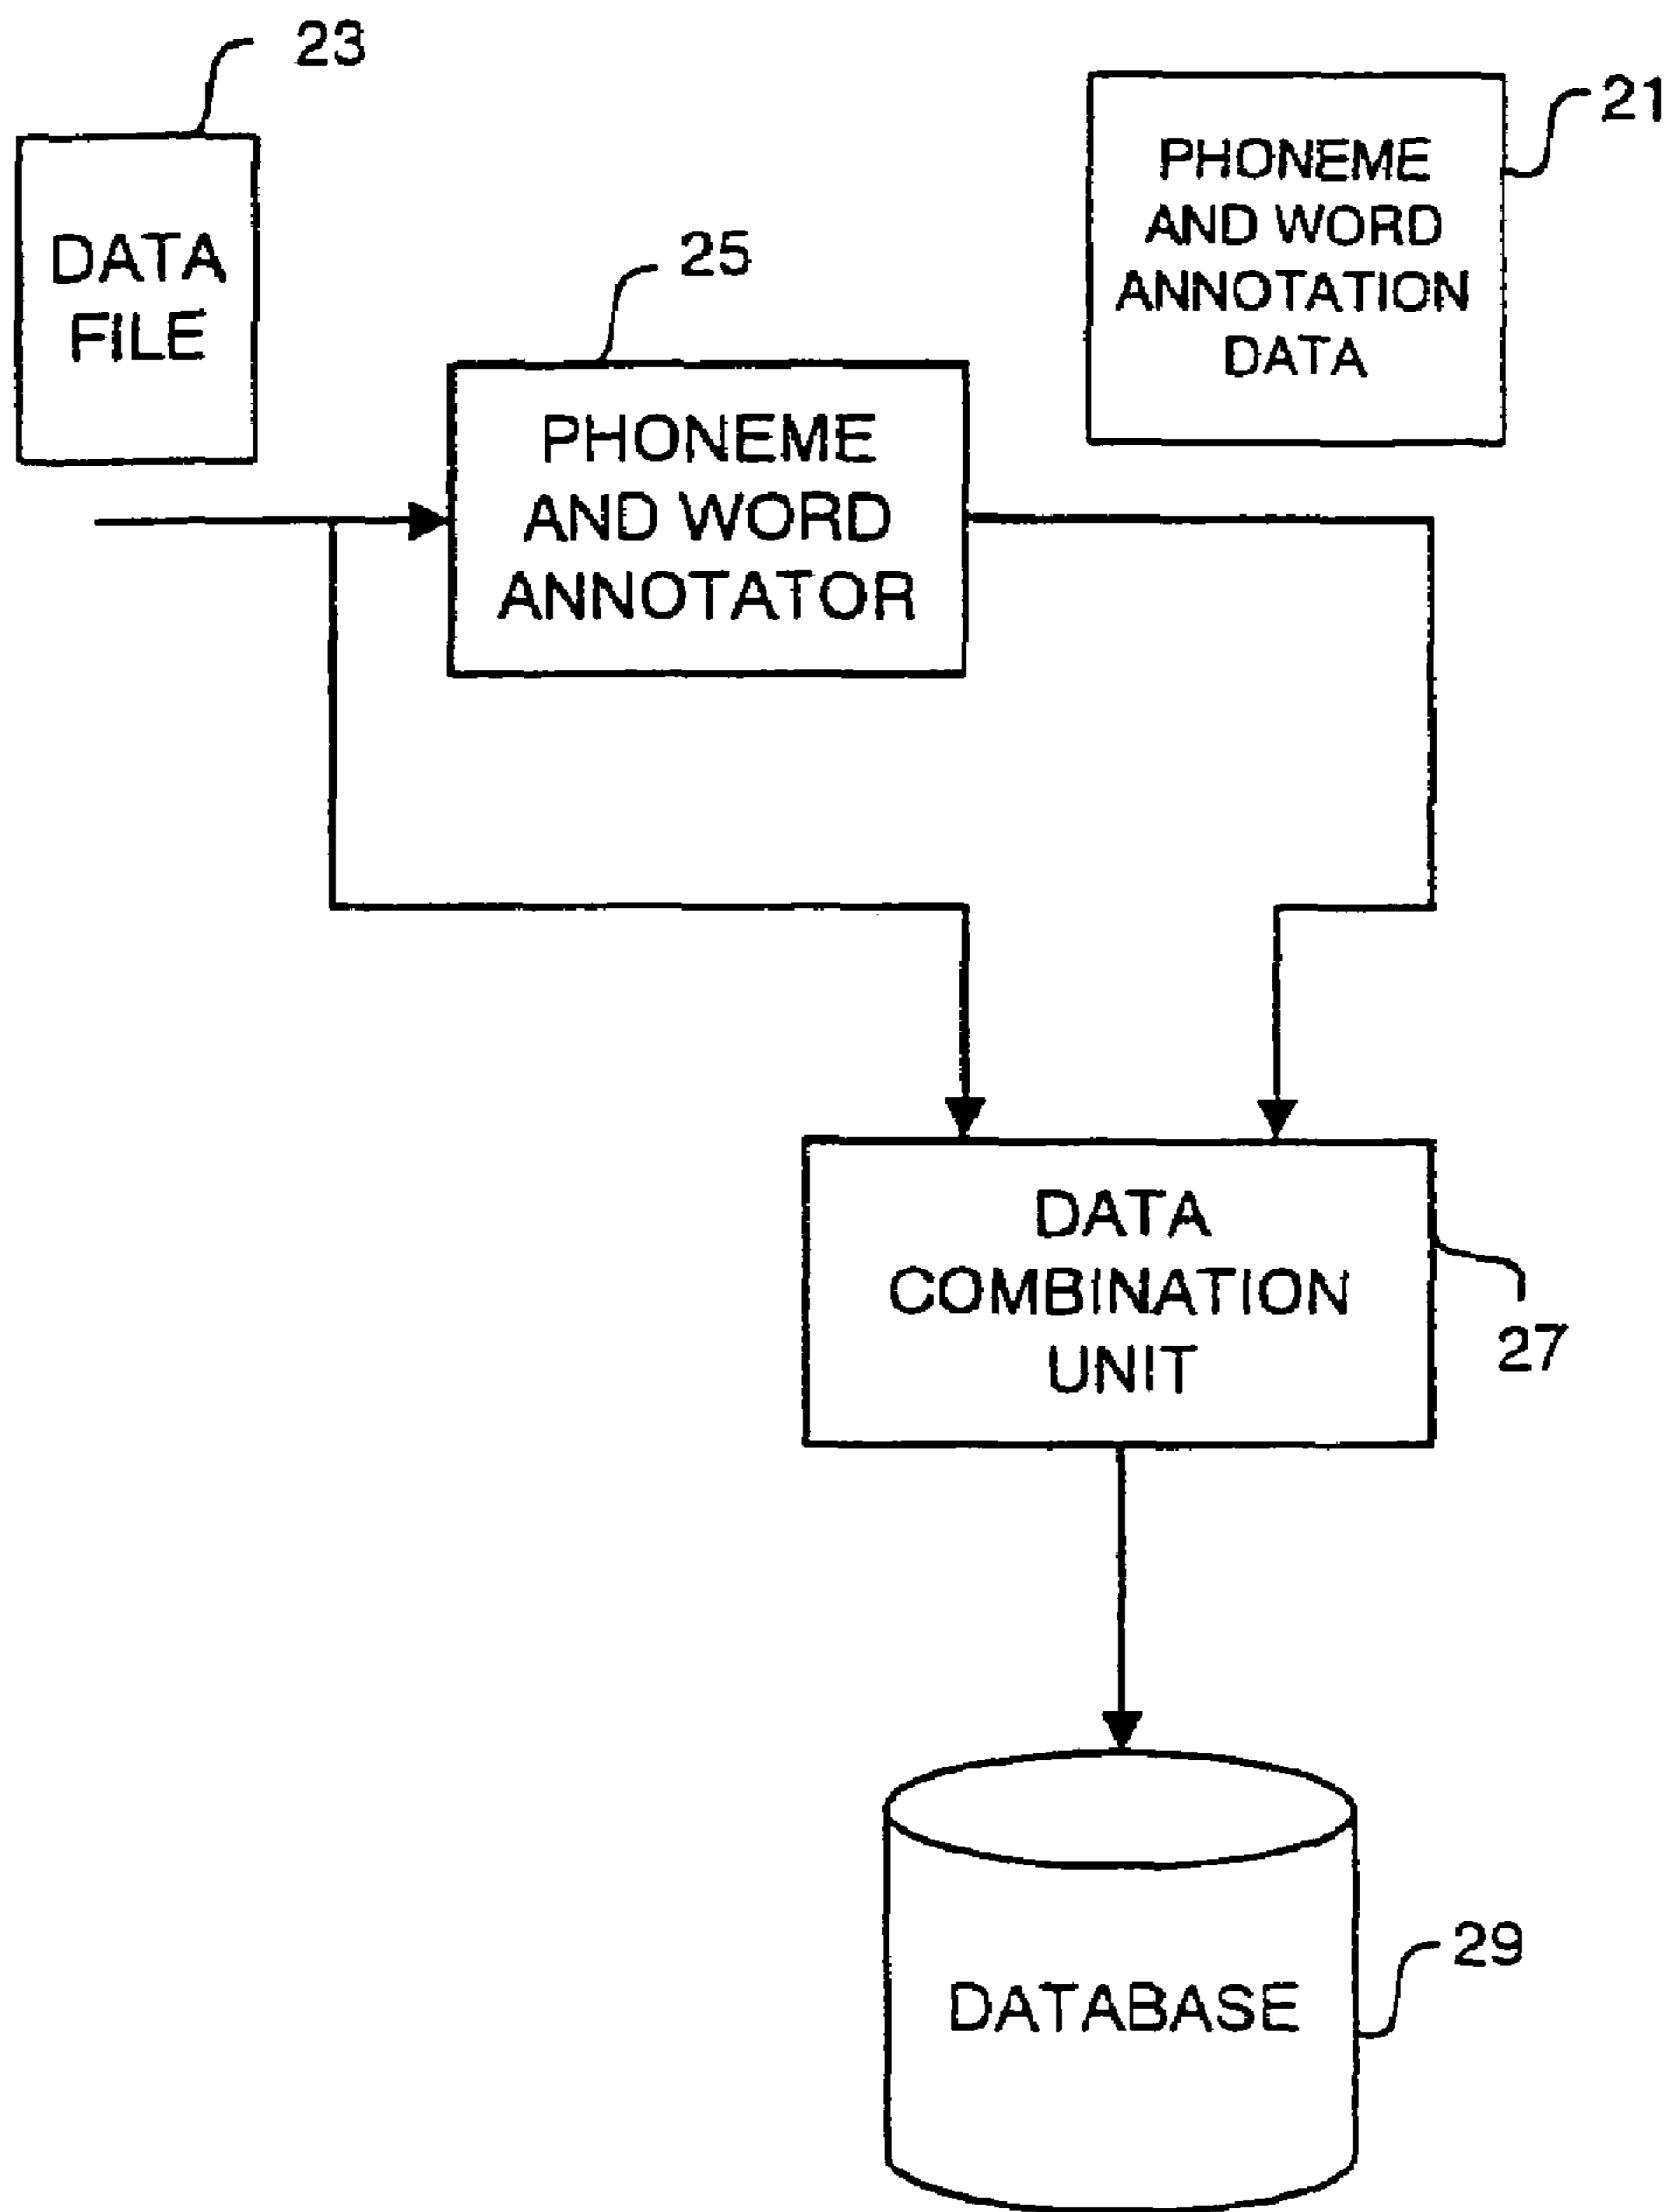 23
21
DATA
FILE
PHONEME
AND WORD
ANNOTATION
DATA
25
PHONEME
AND WORD
ANNOTATOR
DATA
COMBINATION
UNIT
27
DATABASE
29